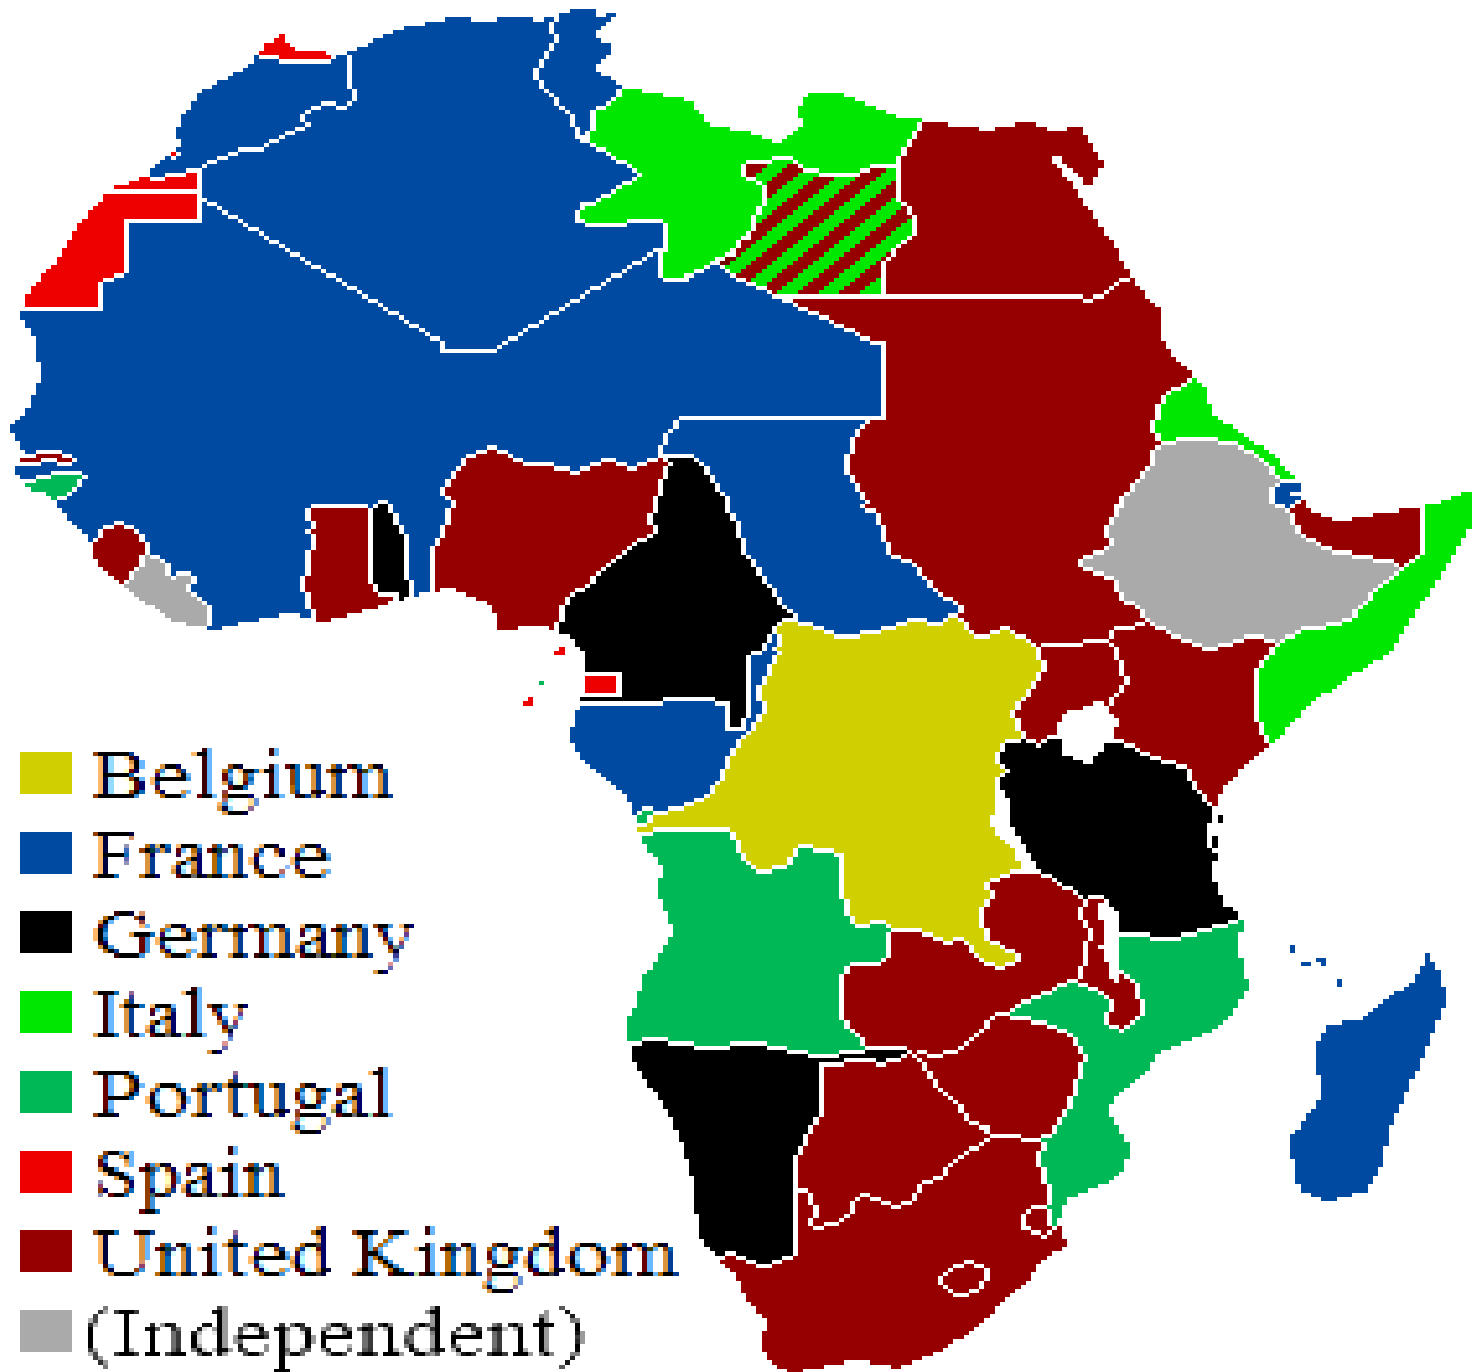 Belgium
France
Germany
Italy
Portugal
Spain
United Kingdom
(Independent)